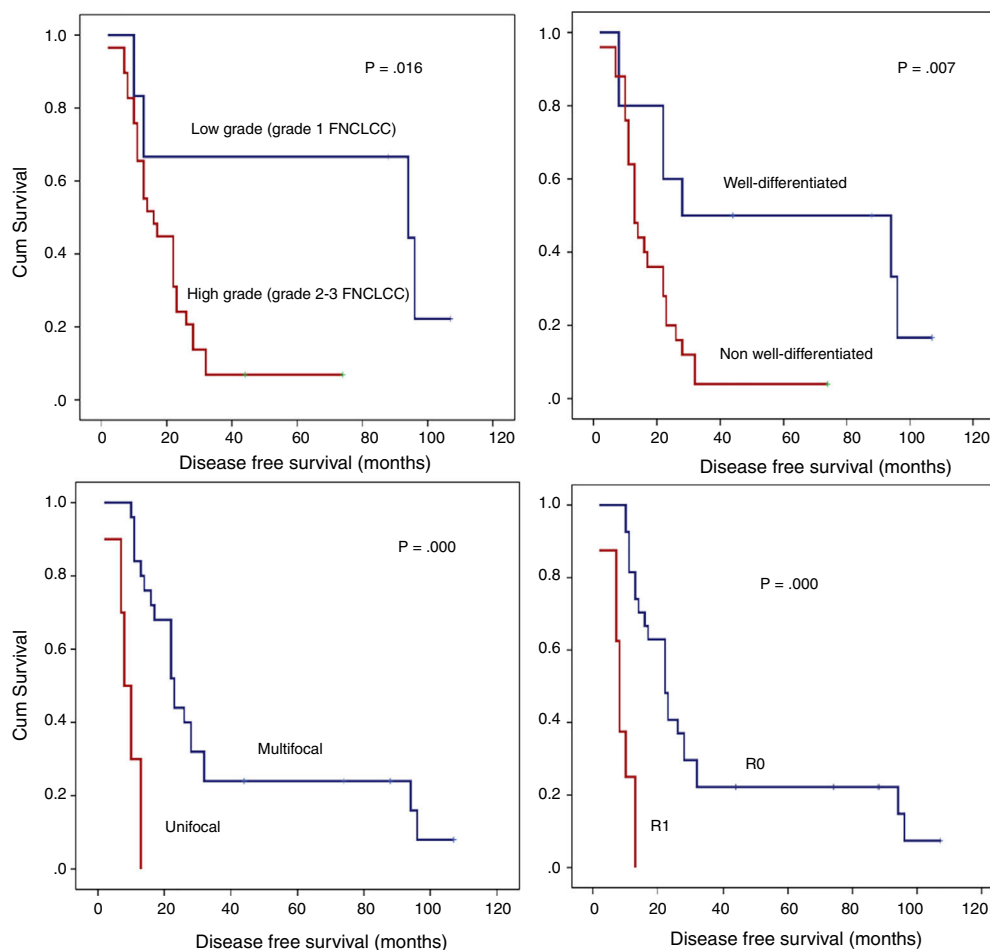 P = .016
Low grade (grade 1 FNCLCC)
High grade (grade 2-3 FNCLCC)
Cum Survival
1.0
0.8
0.6
0.4
0.2
.0
0 20 40 60 80 100 120
Disease free survival (months)
P = .007
Well-differentiated
Non well-differentiated
1.0
0.8
0.6
0.4
0.2
.0
0 20 40 60 80 100 120
Disease free survival (months)
P = .000
Multifocal
Unifocal
Cum Survival
1.0
0.8
0.6
0.4
0.2
.0
0 20 40 60 80 100 120
Disease free survival (months)
P = .000
R0
R1
1.0
0.8
0.6
0.4
0.2
.0
0 20 40 60 80 100 120
Disease free survival (months)